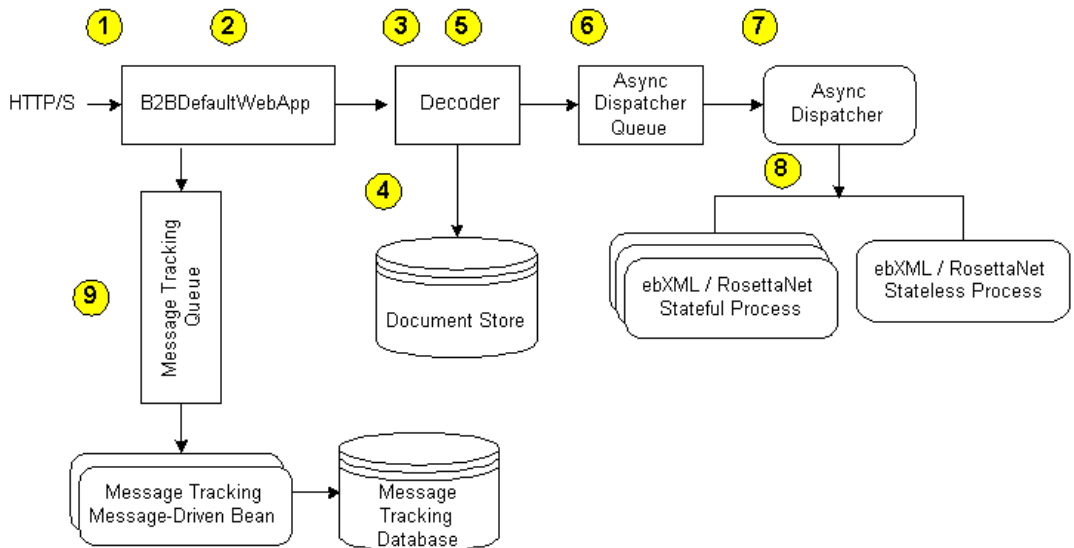 1
2
3
5
6
7
HTTP/S
B2BDefaultWebApp
Decoder
Async
Dispatcher
Queue
Async
Dispatcher
8
4
9
Message Tracking
Queue
Document Store
ebXML / RosettaNet
Stateful Process
ebXML / RosettaNet
Stateless Process
Message Tracking
Message-Driven Bean
Message
Tracking
Database